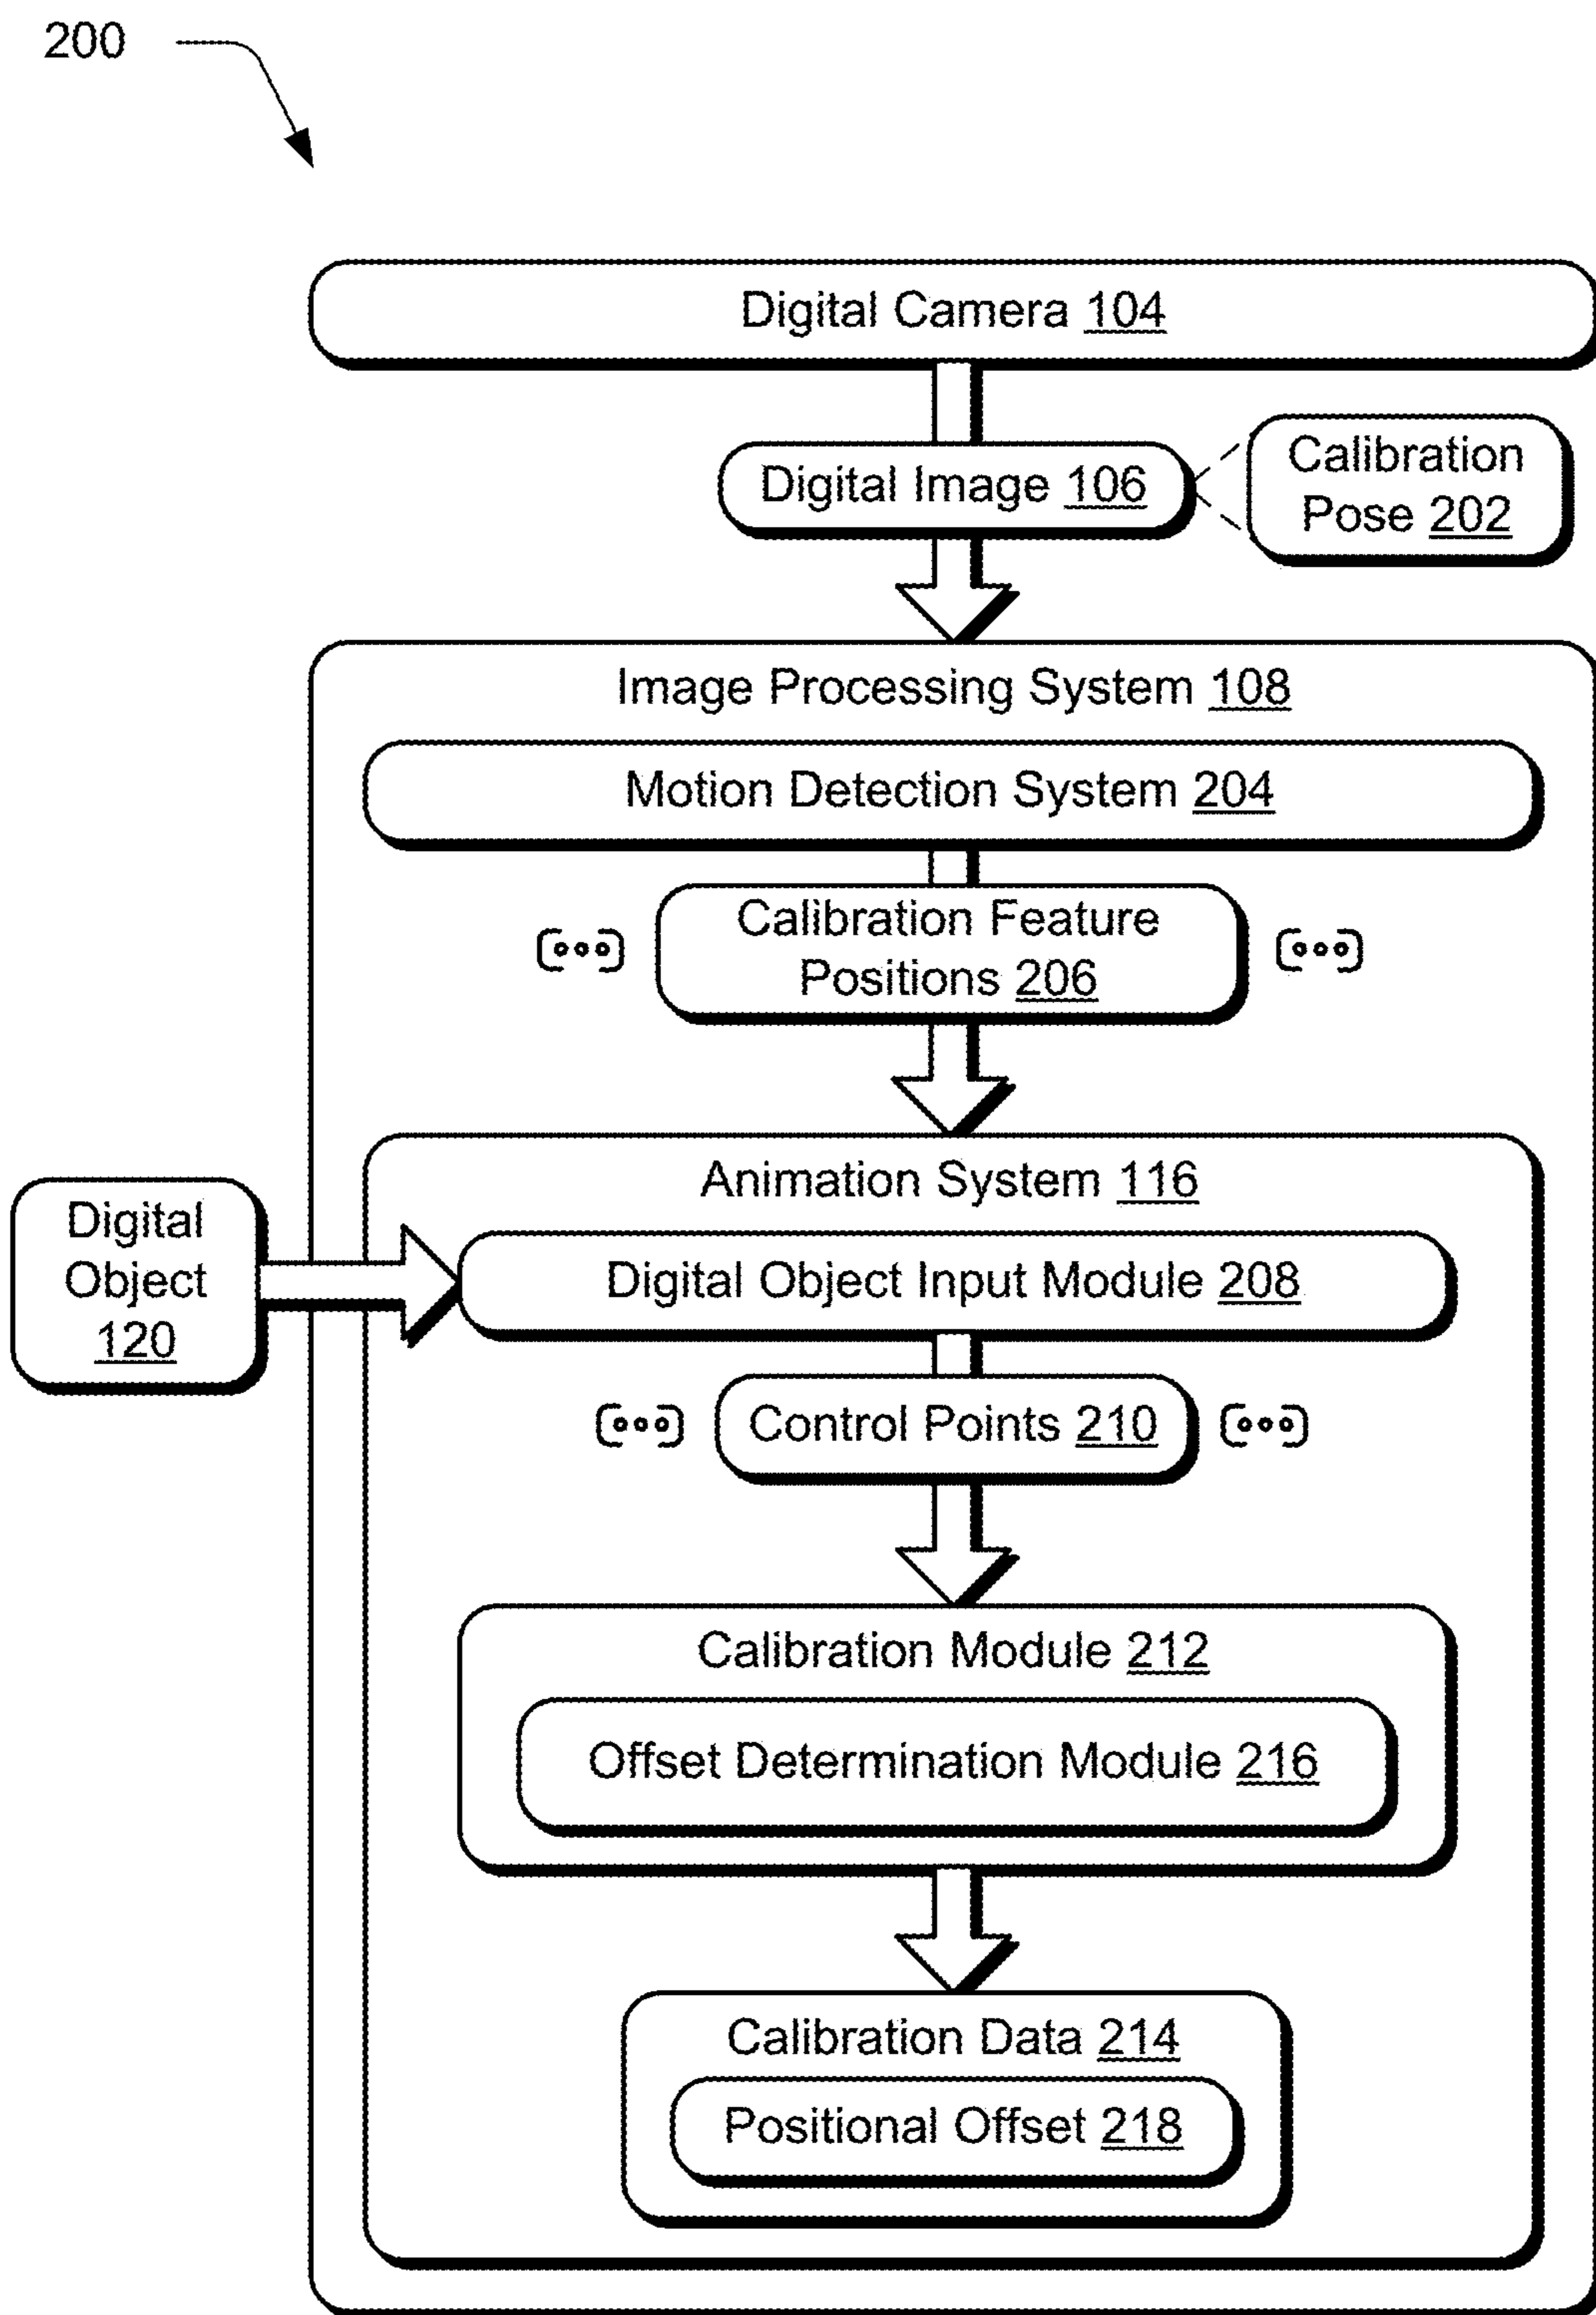 200
Digital Camera 104
Digital Image 106
Calibration
Pose 202
Image Processing System 108
Motion Detection System 204
Calibration Feature
Positions 206
Animation System 116
Digital
Object
120
Digital Object Input Module 208
Control Points 210
Calibration Module 212
Offset Determination Module 216
Calibration Data 214
Positional Offset 218